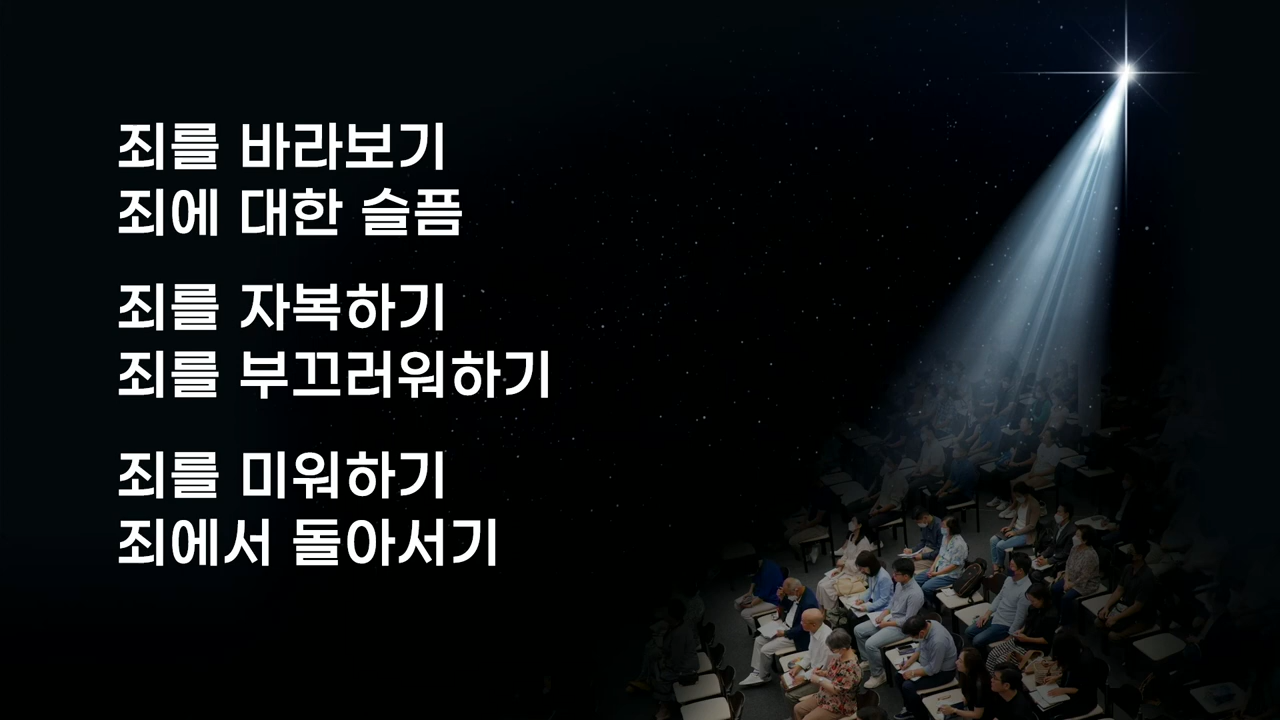 죄를 바라보기
죄에 대한 슬픔
죄를 자복하기
죄를 부끄러워하기
죄를 미워하기
죄에서 돌아서기